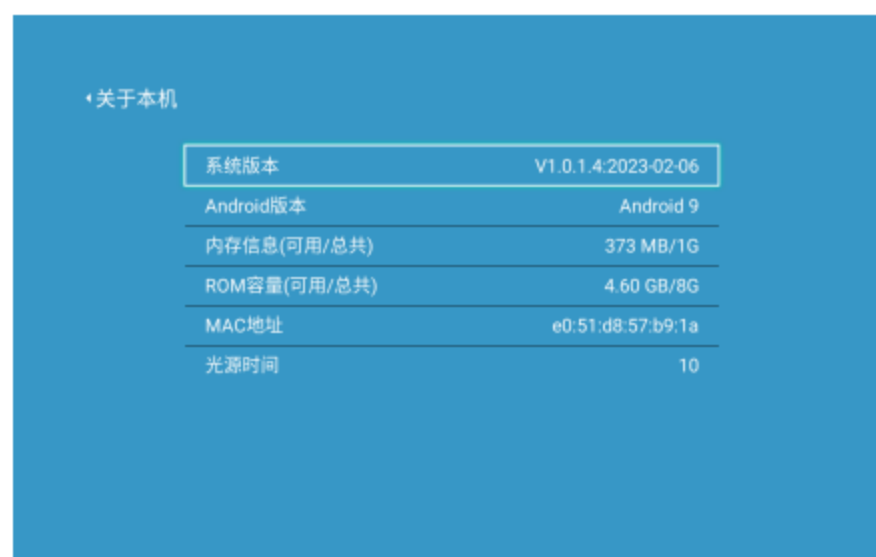 关于本机
系统版本 V1.0.1.4:2023-02-06
Android版本 Android 9
内存信息(可用/总共) 373 MB/1G
ROM容量(可用/总共) 4.60 GB/8G
MAC地址 e0:51:d8:57:b9:1a
光源时间 10